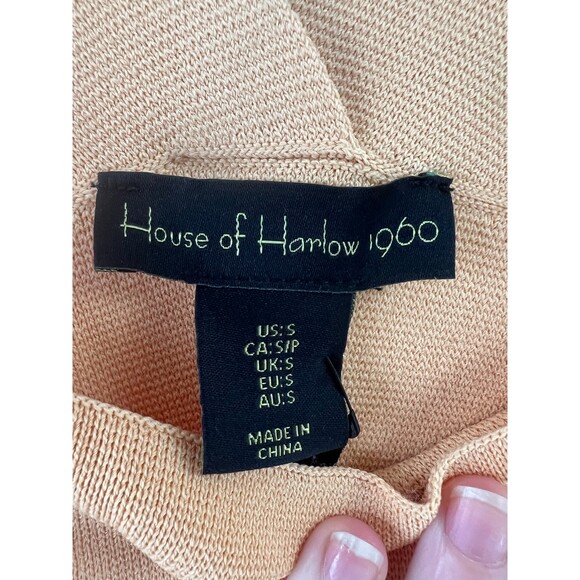 House of Harlow 1960
US: S
CA: S/P
UK: S
EU: S
AU: S
MADE IN
CHINA